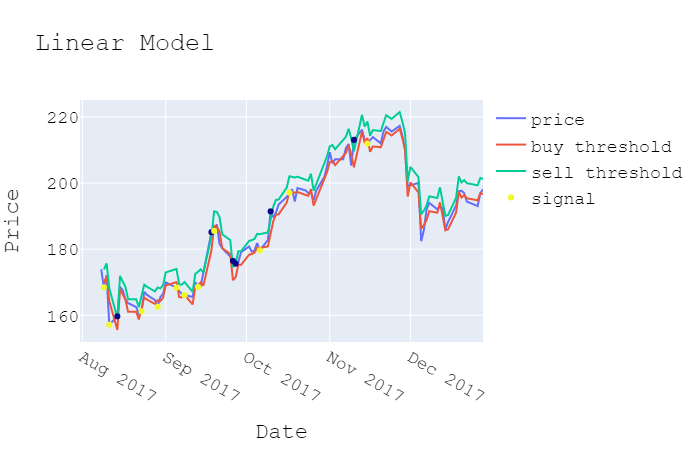 Linear Model
Price
220
200
180
160
Aug 2017
Sep 2017
Oct 2017
Nov 2017
Dec 2017
Date
price
buy threshold
sell threshold
signal